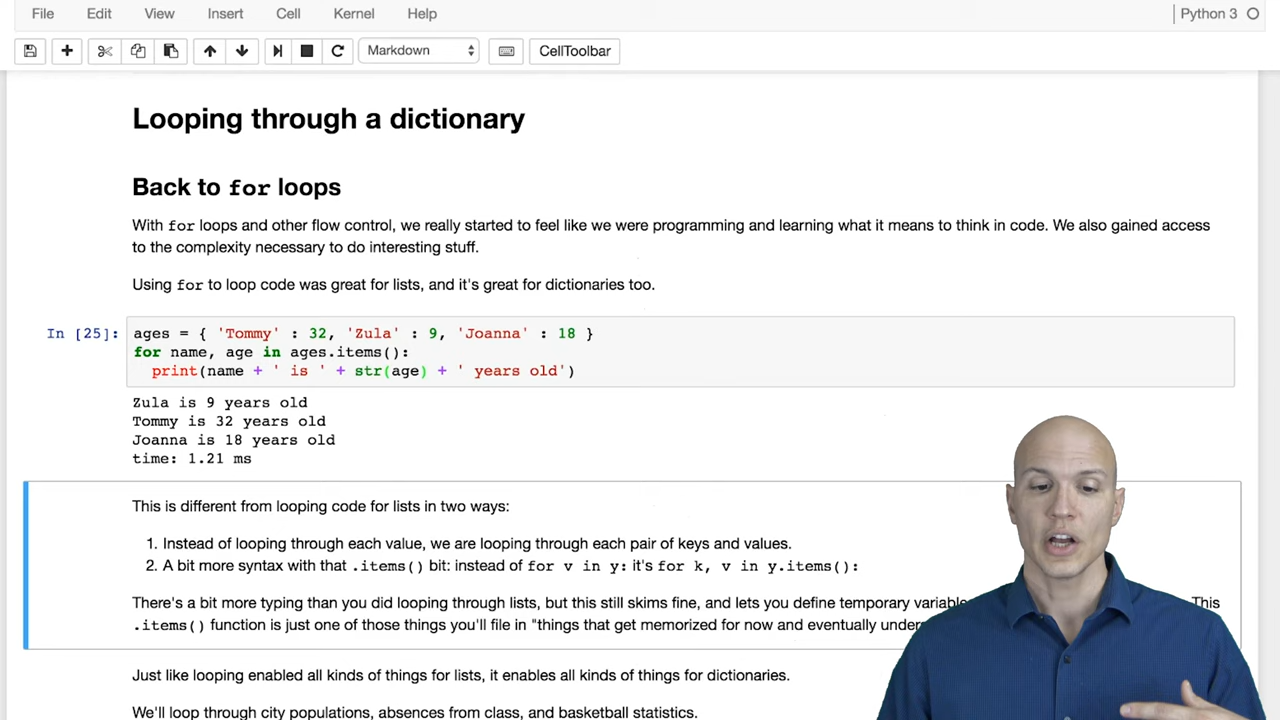 File Edit View Insert Cell Kernel Help Python 3
Markdown CellToolbar
Looping through a dictionary
Back to for loops
With for loops and other flow control, we really started to feel like we were programming and learning what it means to think in code. We also gained access
to the complexity necessary to do interesting stuff.
Using for to loop code was great for lists, and it's great for dictionaries too.
In [25]: ages = { 'Tommy' : 32, 'Zula' : 9, 'Joanna' : 18 }
for name, age in ages.items():
print(name + ' is ' + str(age) + ' years old')
Zula is 9 years old
Tommy is 32 years old
Joanna is 18 years old
time: 1.21 ms
This is different from looping code for lists in two ways:
1. Instead of looping through each value, we are looping through each pair of keys and values.
2. A bit more syntax with that .items() bit: instead of for v in y: it's for k, v in y.items():
There's a bit more typing than you did looping through lists, but this still skims fine, and lets you define temporary This
.items() function is just one of those things you'll file in "things that get memorized for now and eventually
Just like looping enabled all kinds of things for lists, it enables all kinds of things for dictionaries.
We'll loop through city populations, absences from class, and basketball statistics.